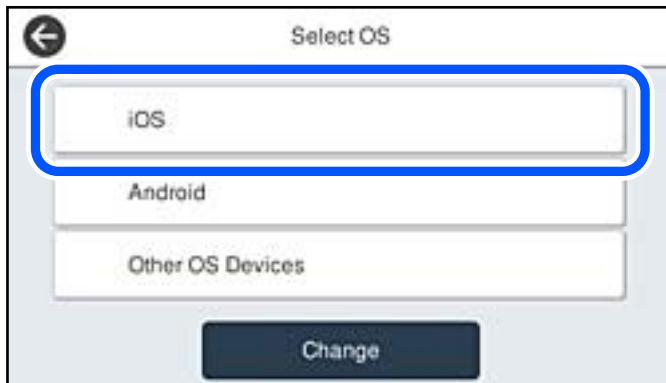 Select OS
iOS
Android
Other OS Devices
Change